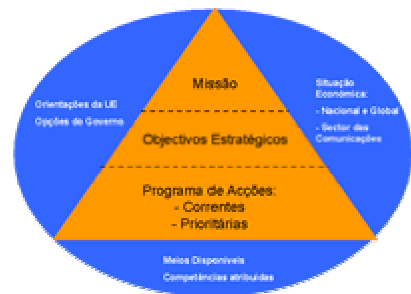 Missão
Orientações da UE
Opções do Governo
Situação
Económica:
- Nacional e Global
- Sector das
Comunicações
Objectivos Estratégicos
Programa de Acções:
- Correntes
- Prioritárias
Meios Disponíveis
Competências atribuídas